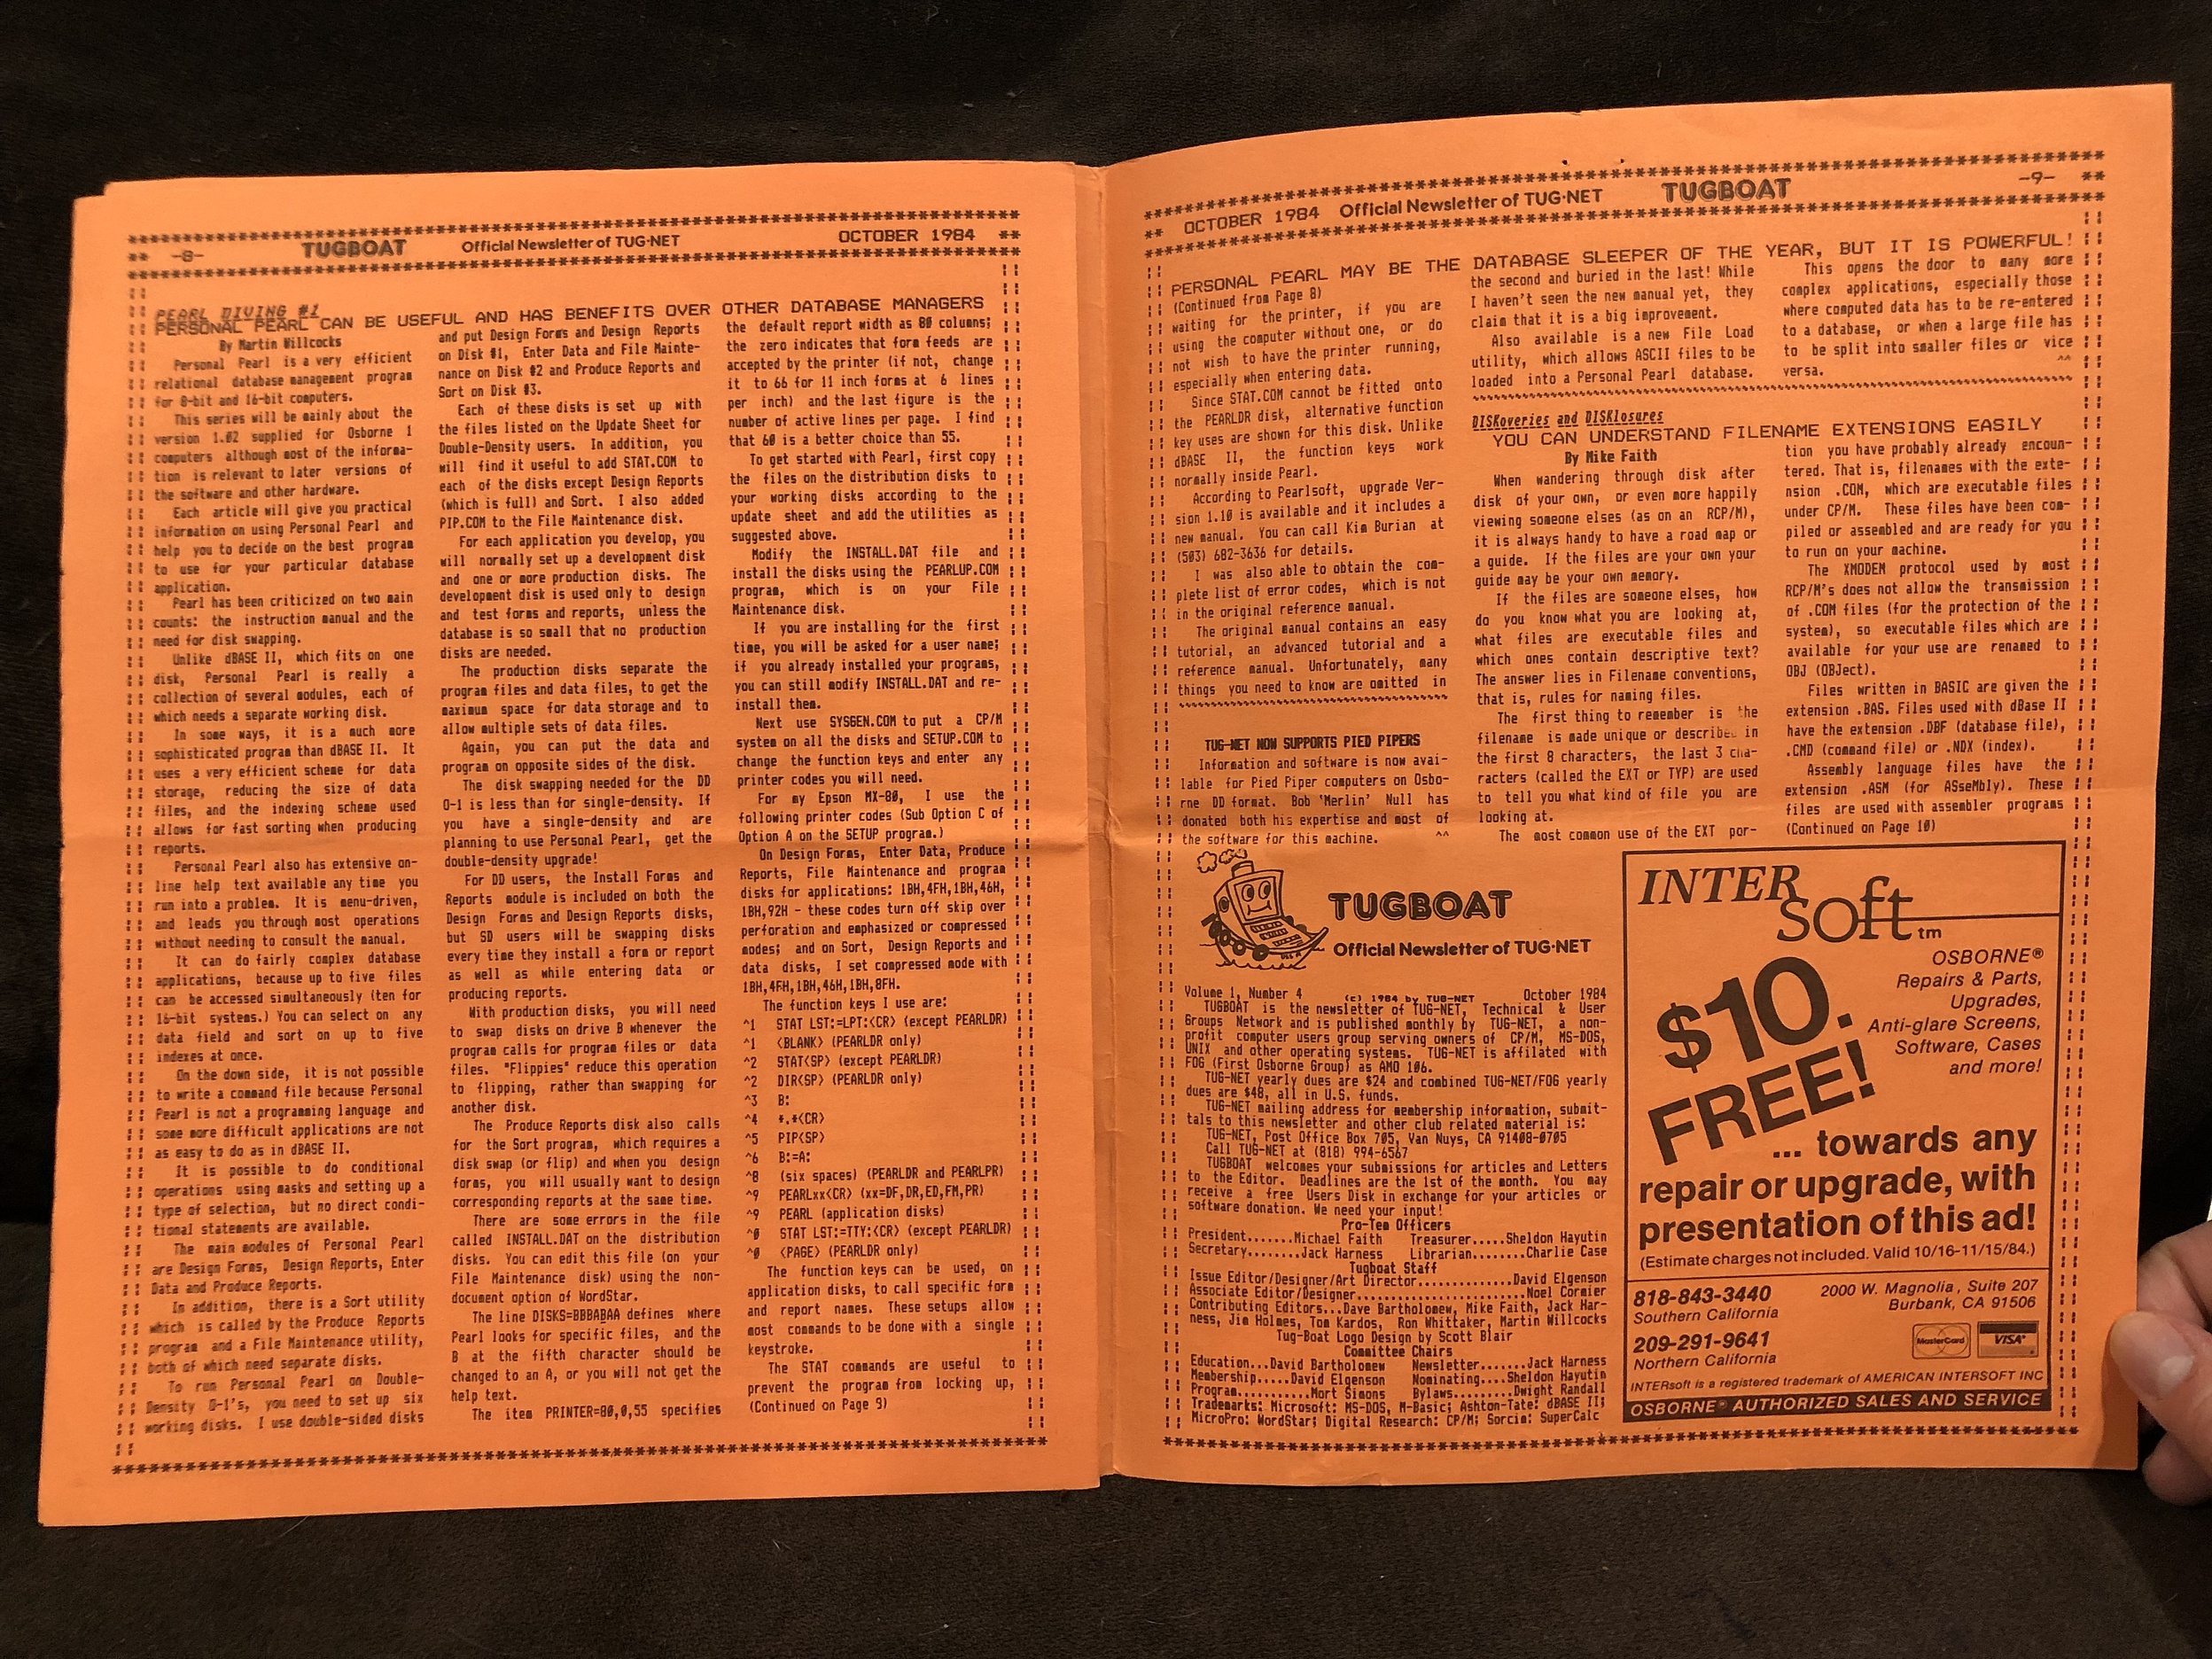 -8- TUGBOAT Official Newsletter of TUG·NET OCTOBER 1984
PEARL DIVING #1
PERSONAL PEARL CAN BE USEFUL AND HAS BENEFITS OVER OTHER DATABASE MANAGERS
By Martin Willcocks
Personal Pearl is a very efficient
relational database management program
for 8-bit and 16-bit computers.
This series will be mainly about the
version 1.02 supplied for Osborne 1
computers although most of the informa-
tion is relevant to later versions of
the software and other hardware.
Each article will give you practical
information on using Personal Pearl and
help you to decide on the best program
to use for your particular database
application.
Pearl has been criticized on two main
counts: the instruction manual and the
need for disk swapping.
Unlike dBASE II, which fits on one
disk, Personal Pearl is really a
collection of several modules, each of
which needs a separate working disk.
In some ways, it is a much more
sophisticated program than dBASE II. It
uses a very efficient scheme for data
storage, reducing the size of data
files, and the indexing scheme used
allows for fast sorting when producing
reports.
Personal Pearl also has extensive on-
line help text available any time you
run into a problem. It is menu-driven,
and leads you through most operations
without needing to consult the manual.
It can do fairly complex database
applications, because up to five files
can be accessed simultaneously (ten for
16-bit systems.) You can select on any
data field and sort on up to five
indexes at once.
On the down side, it is not possible
to write a command file because Personal
Pearl is not a programming language and
some more difficult applications are not
as easy to do as in dBASE II.
It is possible to do conditional
operations using masks and setting up a
type of selection, but no direct condi-
tional statements are available.
The main modules of Personal Pearl
are Design Forms, Design Reports, Enter
Data and Produce Reports.
In addition, there is a Sort utility
which is called by the Produce Reports
program and a File Maintenance utility,
both of which need separate disks.
To run Personal Pearl on Double-
Density O-1's, you need to set up six
working disks. I use double-sided disks
and put Design Forms and Design Reports
on Disk #1, Enter Data and File Mainte-
nance on Disk #2 and Produce Reports and
Sort on Disk #3.
Each of these disks is set up with
the files listed on the Update Sheet for
Double-Density users. In addition, you
will find it useful to add STAT.COM to
each of the disks except Design Reports
(which is full) and Sort. I also added
PIP.COM to the File Maintenance disk.
For each application you develop, you
will normally set up a development disk
and one or more production disks. The
development disk is used only to design
and test forms and reports, unless the
database is so small that no production
disks are needed.
The production disks separate the
program files and data files, to get the
maximum space for data storage and to
allow multiple sets of data files.
Again, you can put the data and
program on opposite sides of the disk.
The disk swapping needed for the DD
O-1 is less than for single-density. If
you have a single-density and are
planning to use Personal Pearl, get the
double-density upgrade!
For DD users, the Install Forms and
Reports module is included on both the
Design Forms and Design Reports disks,
but SD users will be swapping disks
every time they install a form or report
as well as while entering data or
producing reports.
With production disks, you will need
to swap disks on drive B whenever the
program calls for program files or data
files. "Flippies" reduce this operation
to flipping, rather than swapping for
another disk.
The Produce Reports disk also calls
for the Sort program, which requires a
disk swap (or flip) and when you design
forms, you will usually want to design
corresponding reports at the same time.
There are some errors in the file
called INSTALL.DAT on the distribution
disks. You can edit this file (on your
File Maintenance disk) using the non-
document option of WordStar.
The line DISKS=BBBABAA defines where
Pearl looks for specific files, and the
B at the fifth character should be
changed to an A, or you will not get the
help text.
The item PRINTER=80,0,55 specifies
the default report width as 80 columns;
the zero indicates that form feeds are
accepted by the printer (if not, change
it to 66 for 11 inch forms at 6 lines
per inch) and the last figure is the
number of active lines per page. I find
that 60 is a better choice than 55.
To get started with Pearl, first copy
the files on the distribution disks to
your working disks according to the
update sheet and add the utilities as
suggested above.
Modify the INSTALL.DAT file and
install the disks using the PEARLUP.COM
program, which is on your File
Maintenance disk.
If you are installing for the first
time, you will be asked for a user name;
if you already installed your programs,
you can still modify INSTALL.DAT and re-
install them.
Next use SYSGEN.COM to put a CP/M
system on all the disks and SETUP.COM to
change the function keys and enter any
printer codes you will need.
For my Epson MX-80, I use the
following printer codes (Sub Option C of
Option A on the SETUP program.)
On Design Forms, Enter Data, Produce
Reports, File Maintenance and program
disks for applications: 1BH,4FH,1BH,46H,
1BH,92H - these codes turn off skip over
perforation and emphasized or compressed
modes; and on Sort, Design Reports and
data disks, I set compressed mode with
1BH,4FH,1BH,46H,1BH,8FH.
The function keys I use are:
^1 STAT LST:=LPT:<CR> (except PEARLDR)
^1 <BLANK> (PEARLDR only)
^2 STAT<SP> (except PEARLDR)
^2 DIR<SP> (PEARLDR only)
^3 B:
^4 *.*<CR>
^5 PIP<SP>
^6 B:=A:
^8 (six spaces) (PEARLDR and PEARLPR)
^9 PEARLxx<CR> (xx=DF,DR,ED,FM,PR)
^9 PEARL (application disks)
^0 STAT LST:=TTY:<CR> (except PEARLDR)
^0 <PAGE> (PEARLDR only)
The function keys can be used, on
application disks, to call specific form
and report names. These setups allow
most commands to be done with a single
keystroke.
The STAT commands are useful to
prevent the program from locking up,
(Continued on Page 9)
OCTOBER 1984 Official Newsletter of TUG·NET TUGBOAT -9-
PERSONAL PEARL MAY BE THE DATABASE SLEEPER OF THE YEAR, BUT IT IS POWERFUL!
(Continued from Page 8)
waiting for the printer, if you are
using the computer without one, or do
not wish to have the printer running,
especially when entering data.
Since STAT.COM cannot be fitted onto
the PEARLDR disk, alternative function
key uses are shown for this disk. Unlike
dBASE II, the function keys work
normally inside Pearl.
According to Pearlsoft, upgrade Ver-
sion 1.10 is available and it includes a
new manual. You can call Kim Burian at
(503) 682-3636 for details.
I was also able to obtain the com-
plete list of error codes, which is not
in the original reference manual.
The original manual contains an easy
tutorial, an advanced tutorial and a
reference manual. Unfortunately, many
things you need to know are omitted in
the second and buried in the last! While
I haven't seen the new manual yet, they
claim that it is a big improvement.
Also available is a new File Load
utility, which allows ASCII files to be
loaded into a Personal Pearl database.
This opens the door to many more
complex applications, especially those
where computed data has to be re-entered
to a database, or when a large file has
to be split into smaller files or vice
versa. ^^
TUG-NET NOW SUPPORTS PIED PIPERS
Information and software is now avai-
lable for Pied Piper computers on Osbo-
rne DD format. Bob 'Merlin' Null has
donated both his expertise and most of
the software for this machine. ^^
DISKoveries and DISKlosures
YOU CAN UNDERSTAND FILENAME EXTENSIONS EASILY
By Mike Faith
When wandering through disk after
disk of your own, or even more happily
viewing someone elses (as on an RCP/M),
it is always handy to have a road map or
a guide. If the files are your own your
guide may be your own memory.
If the files are someone elses, how
do you know what you are looking at,
what files are executable files and
which ones contain descriptive text?
The answer lies in Filename conventions,
that is, rules for naming files.
The first thing to remember is the
filename is made unique or described in
the first 8 characters, the last 3 cha-
racters (called the EXT or TYP) are used
to tell you what kind of file you are
looking at.
The most common use of the EXT por-
tion you have probably already encoun-
tered. That is, filenames with the exte-
nsion .COM, which are executable files
under CP/M. These files have been com-
piled or assembled and are ready for you
to run on your machine.
The XMODEM protocol used by most
RCP/M's does not allow the transmission
of .COM files (for the protection of the
system), so executable files which are
available for your use are renamed to
OBJ (OBJect).
Files written in BASIC are given the
extension .BAS. Files used with dBase II
have the extension .DBF (database file),
.CMD (command file) or .NDX (index).
Assembly language files have the
extension .ASM (for ASseMbly). These
files are used with assembler programs
(Continued on Page 10)
TUGBOAT
Official Newsletter of TUG·NET
Volume 1, Number 4 (c) 1984 by TUG-NET October 1984
TUGBOAT is the newsletter of TUG-NET, Technical & User
Groups Network and is published monthly by TUG-NET, a non-
profit computer users group serving owners of CP/M, MS-DOS,
UNIX and other operating systems. TUG-NET is affilated with
FOG (First Osborne Group) as AMO 106.
TUG-NET yearly dues are $24 and combined TUG-NET/FOG yearly
dues are $48, all in U.S. funds.
TUG-NET mailing address for membership information, submit-
tals to this newsletter and other club related material is:
TUG-NET, Post Office Box 705, Van Nuys, CA 91408-0705
Call TUG-NET at (818) 994-6567
TUGBOAT welcomes your submissions for articles and Letters
to the Editor. Deadlines are the 1st of the month. You may
receive a free Users Disk in exchange for your articles or
software donation. We need your input!
Pro-Tem Officers
President.......Michael Faith Treasurer.....Sheldon Hayutin
Secretary........Jack Harness Librarian.......Charlie Case
Tugboat Staff
Issue Editor/Designer/Art Director..............David Elgenson
Associate Editor/Designer.........................Noel Cormier
Contributing Editors...Dave Bartholomew, Mike Faith, Jack Har-
ness, Jim Holmes, Tom Kardos, Ron Whittaker, Martin Willcocks
Tug-Boat Logo Design by Scott Blair
Committee Chairs
Education...David Bartholomew Newsletter.......Jack Harness
Membership.....David Elgenson Nominating....Sheldon Hayutin
Program...........Mort Simons Bylaws.........Dwight Randall
Trademarks: Microsoft: MS-DOS, M-Basic; Ashton-Tate: dBASE II;
MicroPro: WordStar; Digital Research: CP/M; Sorcim: SuperCalc
INTER
soft tm
OSBORNE®
Repairs & Parts,
Upgrades,
Anti-glare Screens,
Software, Cases
and more!
$10.
FREE!
... towards any
repair or upgrade, with
presentation of this ad!
(Estimate charges not included. Valid 10/16-11/15/84.)
818-843-3440
Southern California
209-291-9641
Northern California
2000 W. Magnolia, Suite 207
Burbank, CA 91506
MasterCard VISA
INTERsoft is a registered trademark of AMERICAN INTERSOFT INC
OSBORNE® AUTHORIZED SALES AND SERVICE